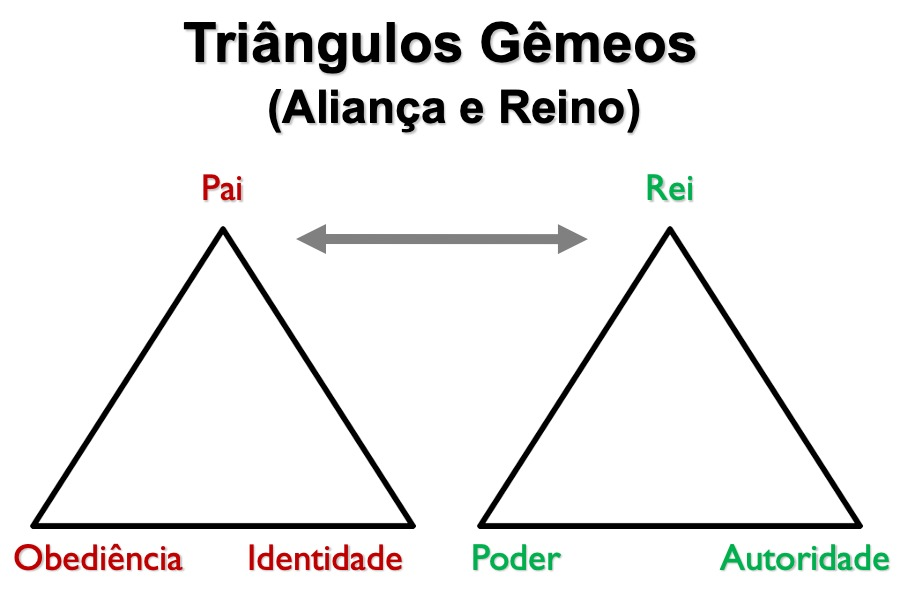 Triângulos Gêmeos
(Aliança e Reino)
Pai Rei
Obediência Identidade Poder Autoridade